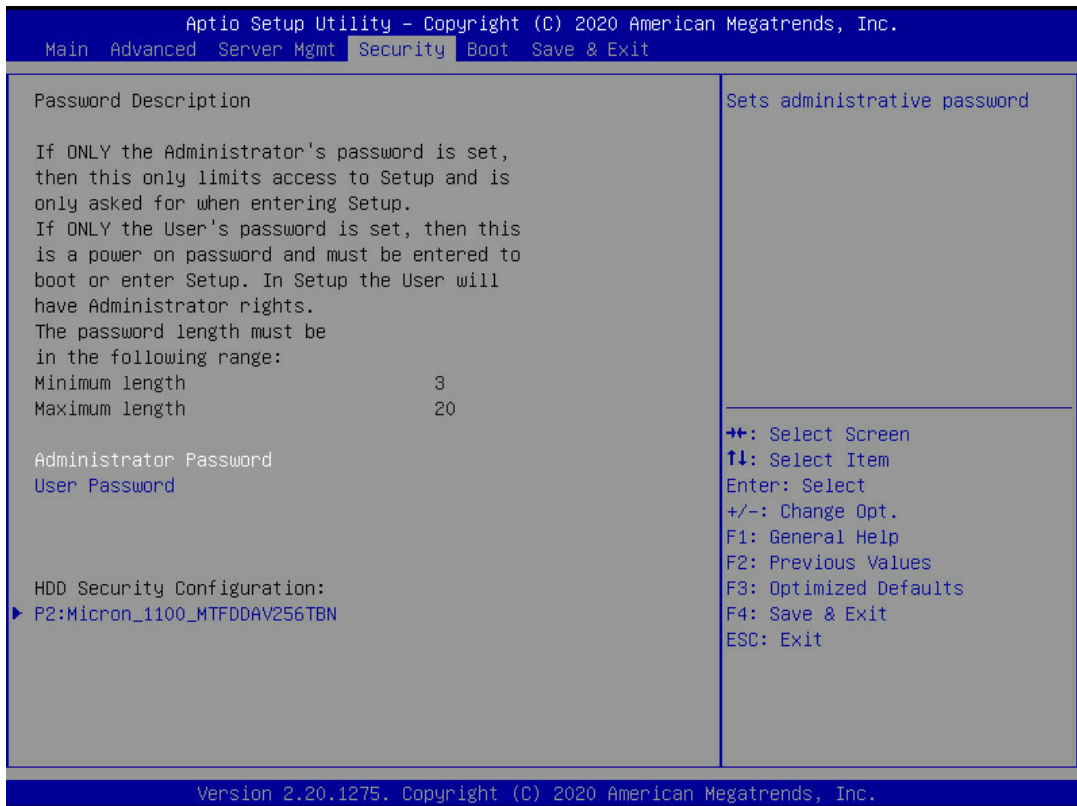 Aptio Setup Utility – Copyright (C) 2020 American Megatrends, Inc.
Main Advanced Server Mgmt Security Boot Save & Exit
Password Description
If ONLY the Administrator's password is set,
then this only limits access to Setup and is
only asked for when entering Setup.
If ONLY the User's password is set, then this
is a power on password and must be entered to
boot or enter Setup. In Setup the User will
have Administrator rights.
The password length must be
in the following range:
Minimum length 3
Maximum length 20
Administrator Password
User Password
HDD Security Configuration:
P2:Micron_1100_MTFDDAV256TBN
Sets administrative password
→←: Select Screen
↑↓: Select Item
Enter: Select
+/-: Change Opt.
F1: General Help
F2: Previous Values
F3: Optimized Defaults
F4: Save & Exit
ESC: Exit
Version 2.20.1275. Copyright (C) 2020 American Megatrends, Inc.